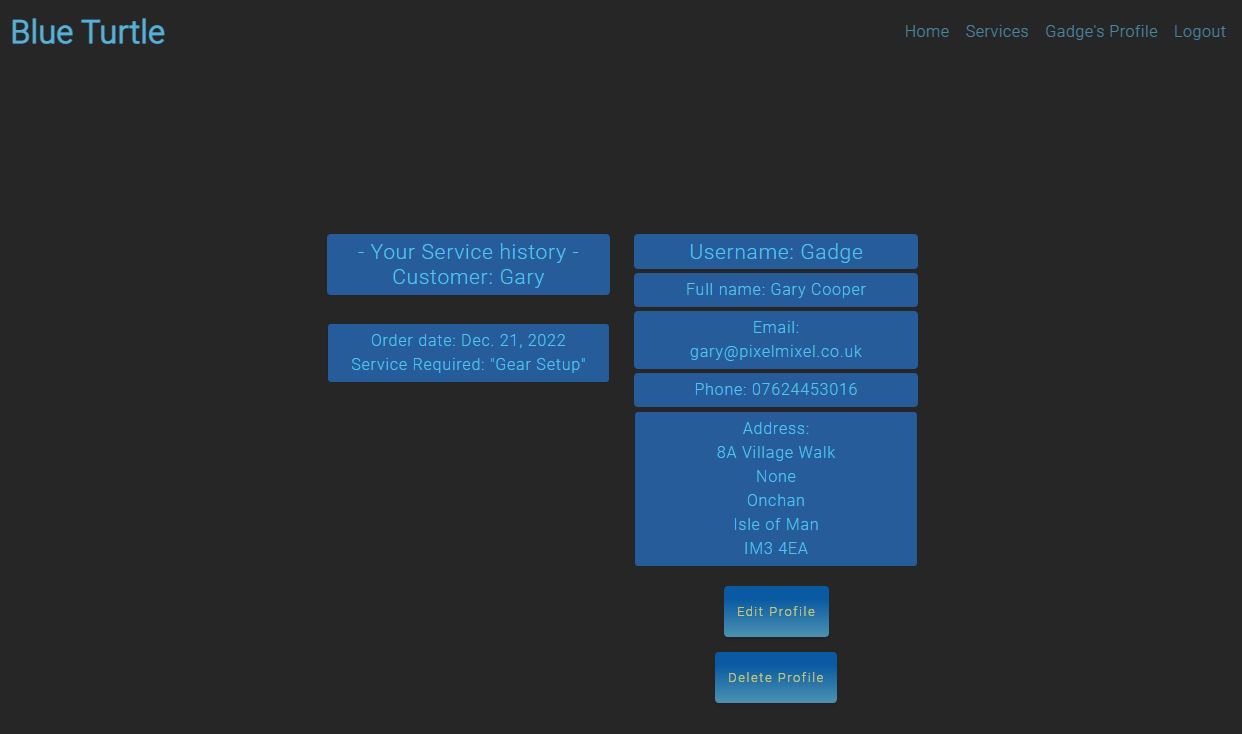 Blue Turtle
Home Services Gadge's Profile Logout
- Your Service history -
Customer: Gary
Order date: Dec. 21, 2022
Service Required: "Gear Setup"
Username: Gadge
Full name: Gary Cooper
Email:
gary@pixelmixel.co.uk
Phone: 07624453016
Address:
8A Village Walk
None
Onchan
Isle of Man
IM3 4EA
Edit Profile
Delete Profile